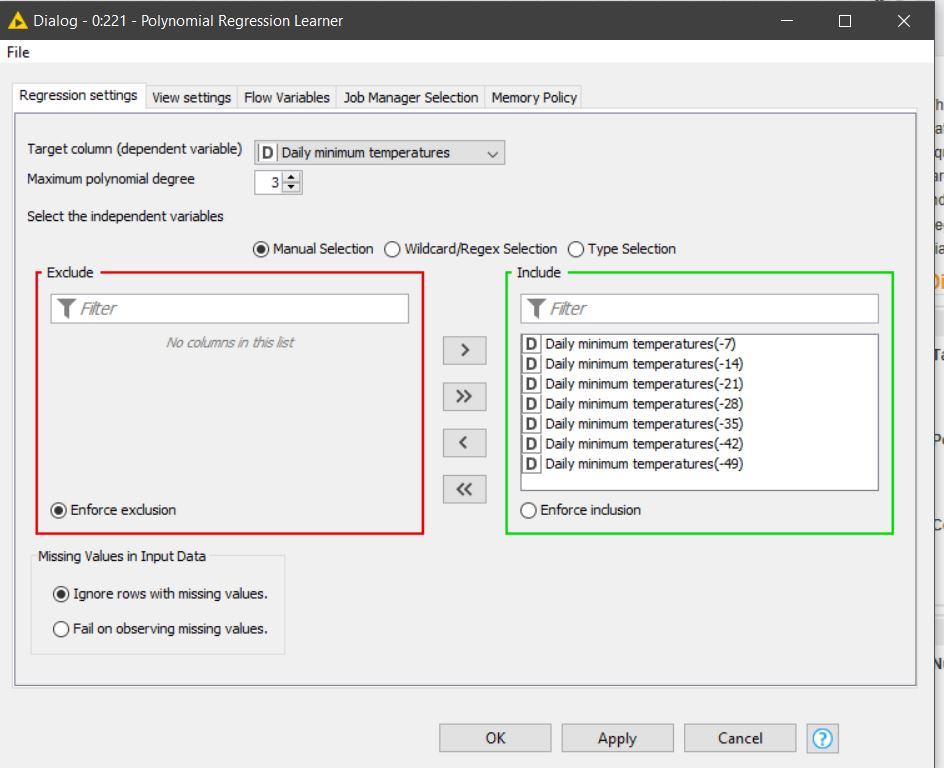 Dialog - 0:221 - Polynomial Regression Learner
File
Regression settings View settings Flow Variables Job Manager Selection Memory Policy
Target column (dependent variable) D Daily minimum temperatures
Maximum polynomial degree 3
Select the independent variables
Manual Selection Wildcard/Regex Selection Type Selection
Exclude
Filter
No columns in this list
Enforce exclusion
>
>>
<
<<
Include
Filter
D Daily minimum temperatures(-7)
D Daily minimum temperatures(-14)
D Daily minimum temperatures(-21)
D Daily minimum temperatures(-28)
D Daily minimum temperatures(-35)
D Daily minimum temperatures(-42)
D Daily minimum temperatures(-49)
Enforce inclusion
Missing Values in Input Data
Ignore rows with missing values.
Fail on observing missing values.
OK Apply Cancel ?